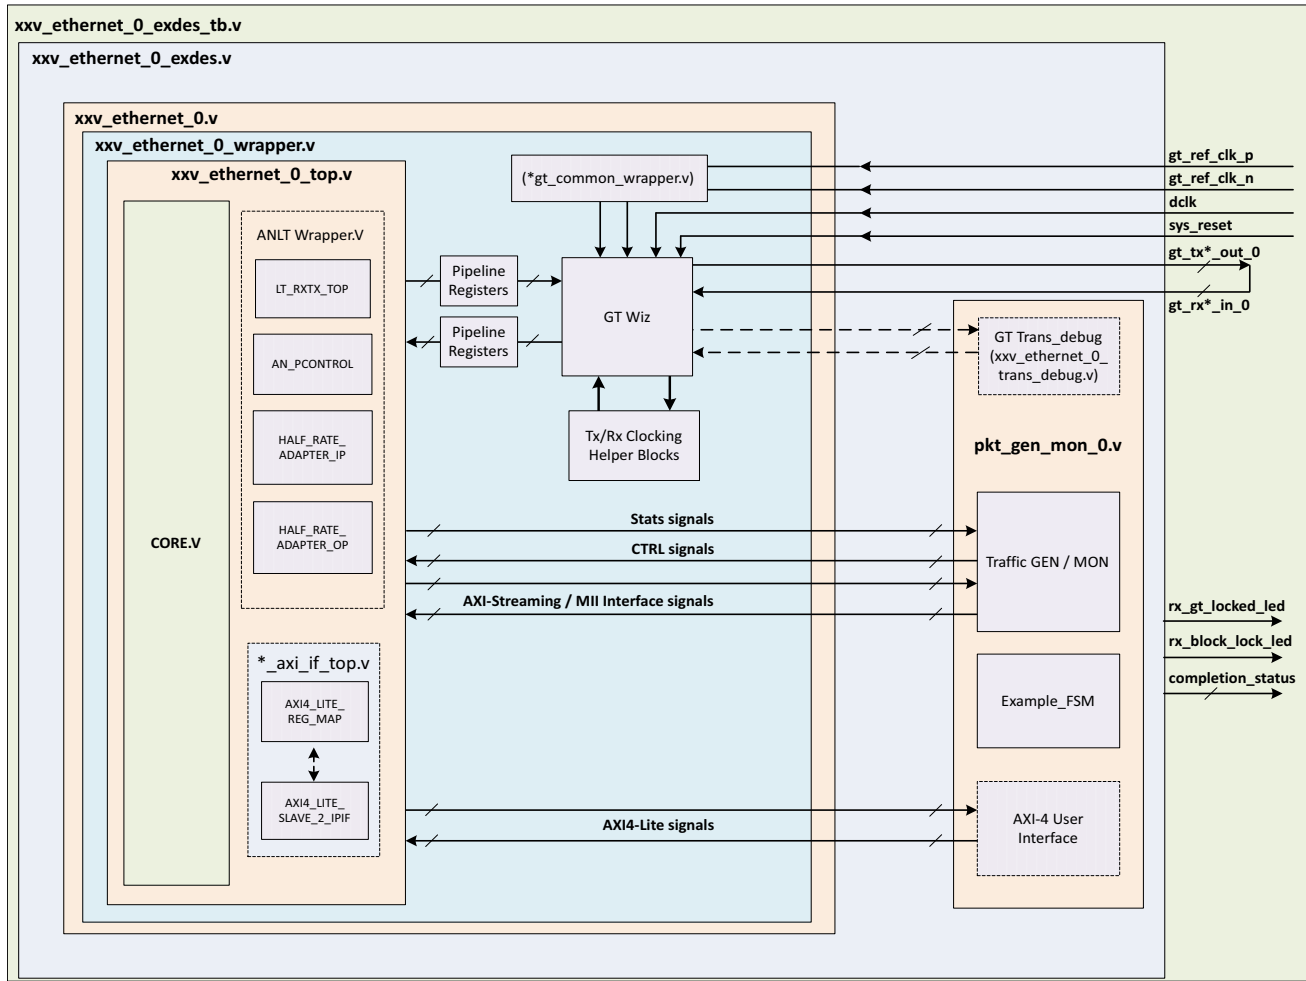 xxv_ethernet_0_exdes_tb.v
xxv_ethernet_0_exdes.v
xxv_ethernet_0.v
xxv_ethernet_0_wrapper.v
xxv_ethernet_0_top.v
CORE.V
ANLT Wrapper.V
LT_RXTX_TOP
AN_PCONTROL
HALF_RATE_
ADAPTER_IP
HALF_RATE_
ADAPTER_OP
*_axi_if_top.v
AXI4_LITE_
REG_MAP
AXI4_LITE_
SLAVE_2_IPIF
Pipeline
Registers
Pipeline
Registers
(*gt_common_wrapper.v)
GT Wiz
Tx/Rx Clocking
Helper Blocks
Stats signals
CTRL signals
AXI-Streaming / MII Interface signals
AXI4-Lite signals
GT Trans_debug
(xxv_ethernet_0_
trans_debug.v)
pkt_gen_mon_0.v
Traffic GEN / MON
Example_FSM
AXI-4 User
Interface
gt_ref_clk_p
gt_ref_clk_n
dclk
sys_reset
gt_tx*_out_0
gt_rx*_in_0
rx_gt_locked_led
rx_block_lock_led
completion_status